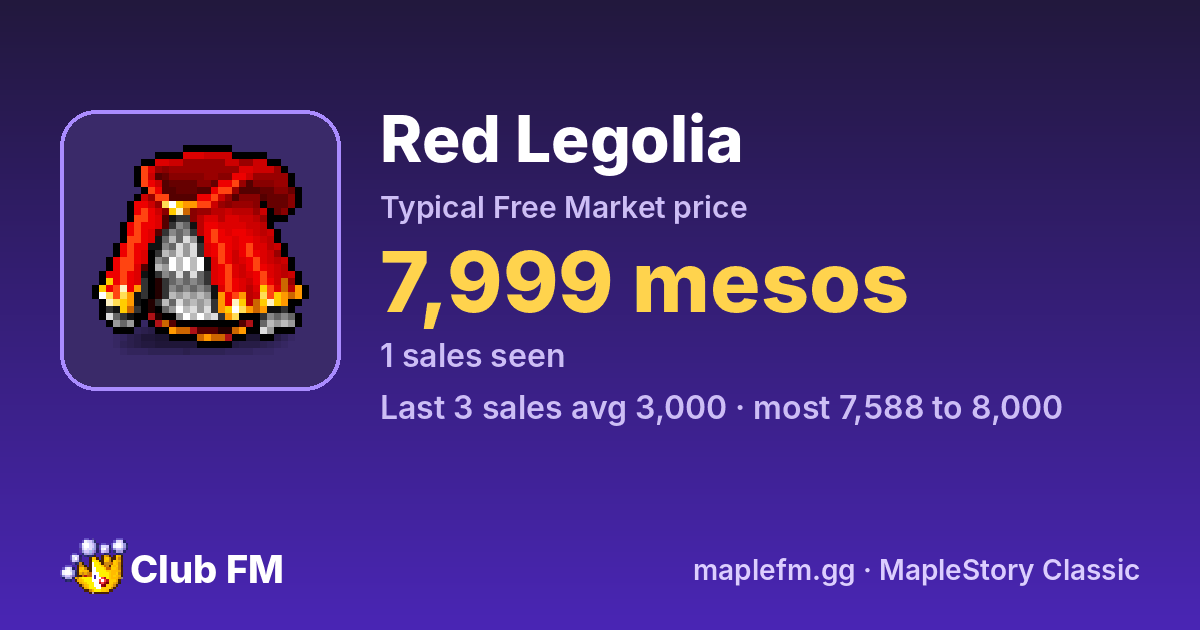 Red Legolia
Typical Free Market price
7,999 mesos
1 sales seen
Last 3 sales avg 3,000 · most 7,588 to 8,000
Club FM
maplefm.gg · MapleStory Classic